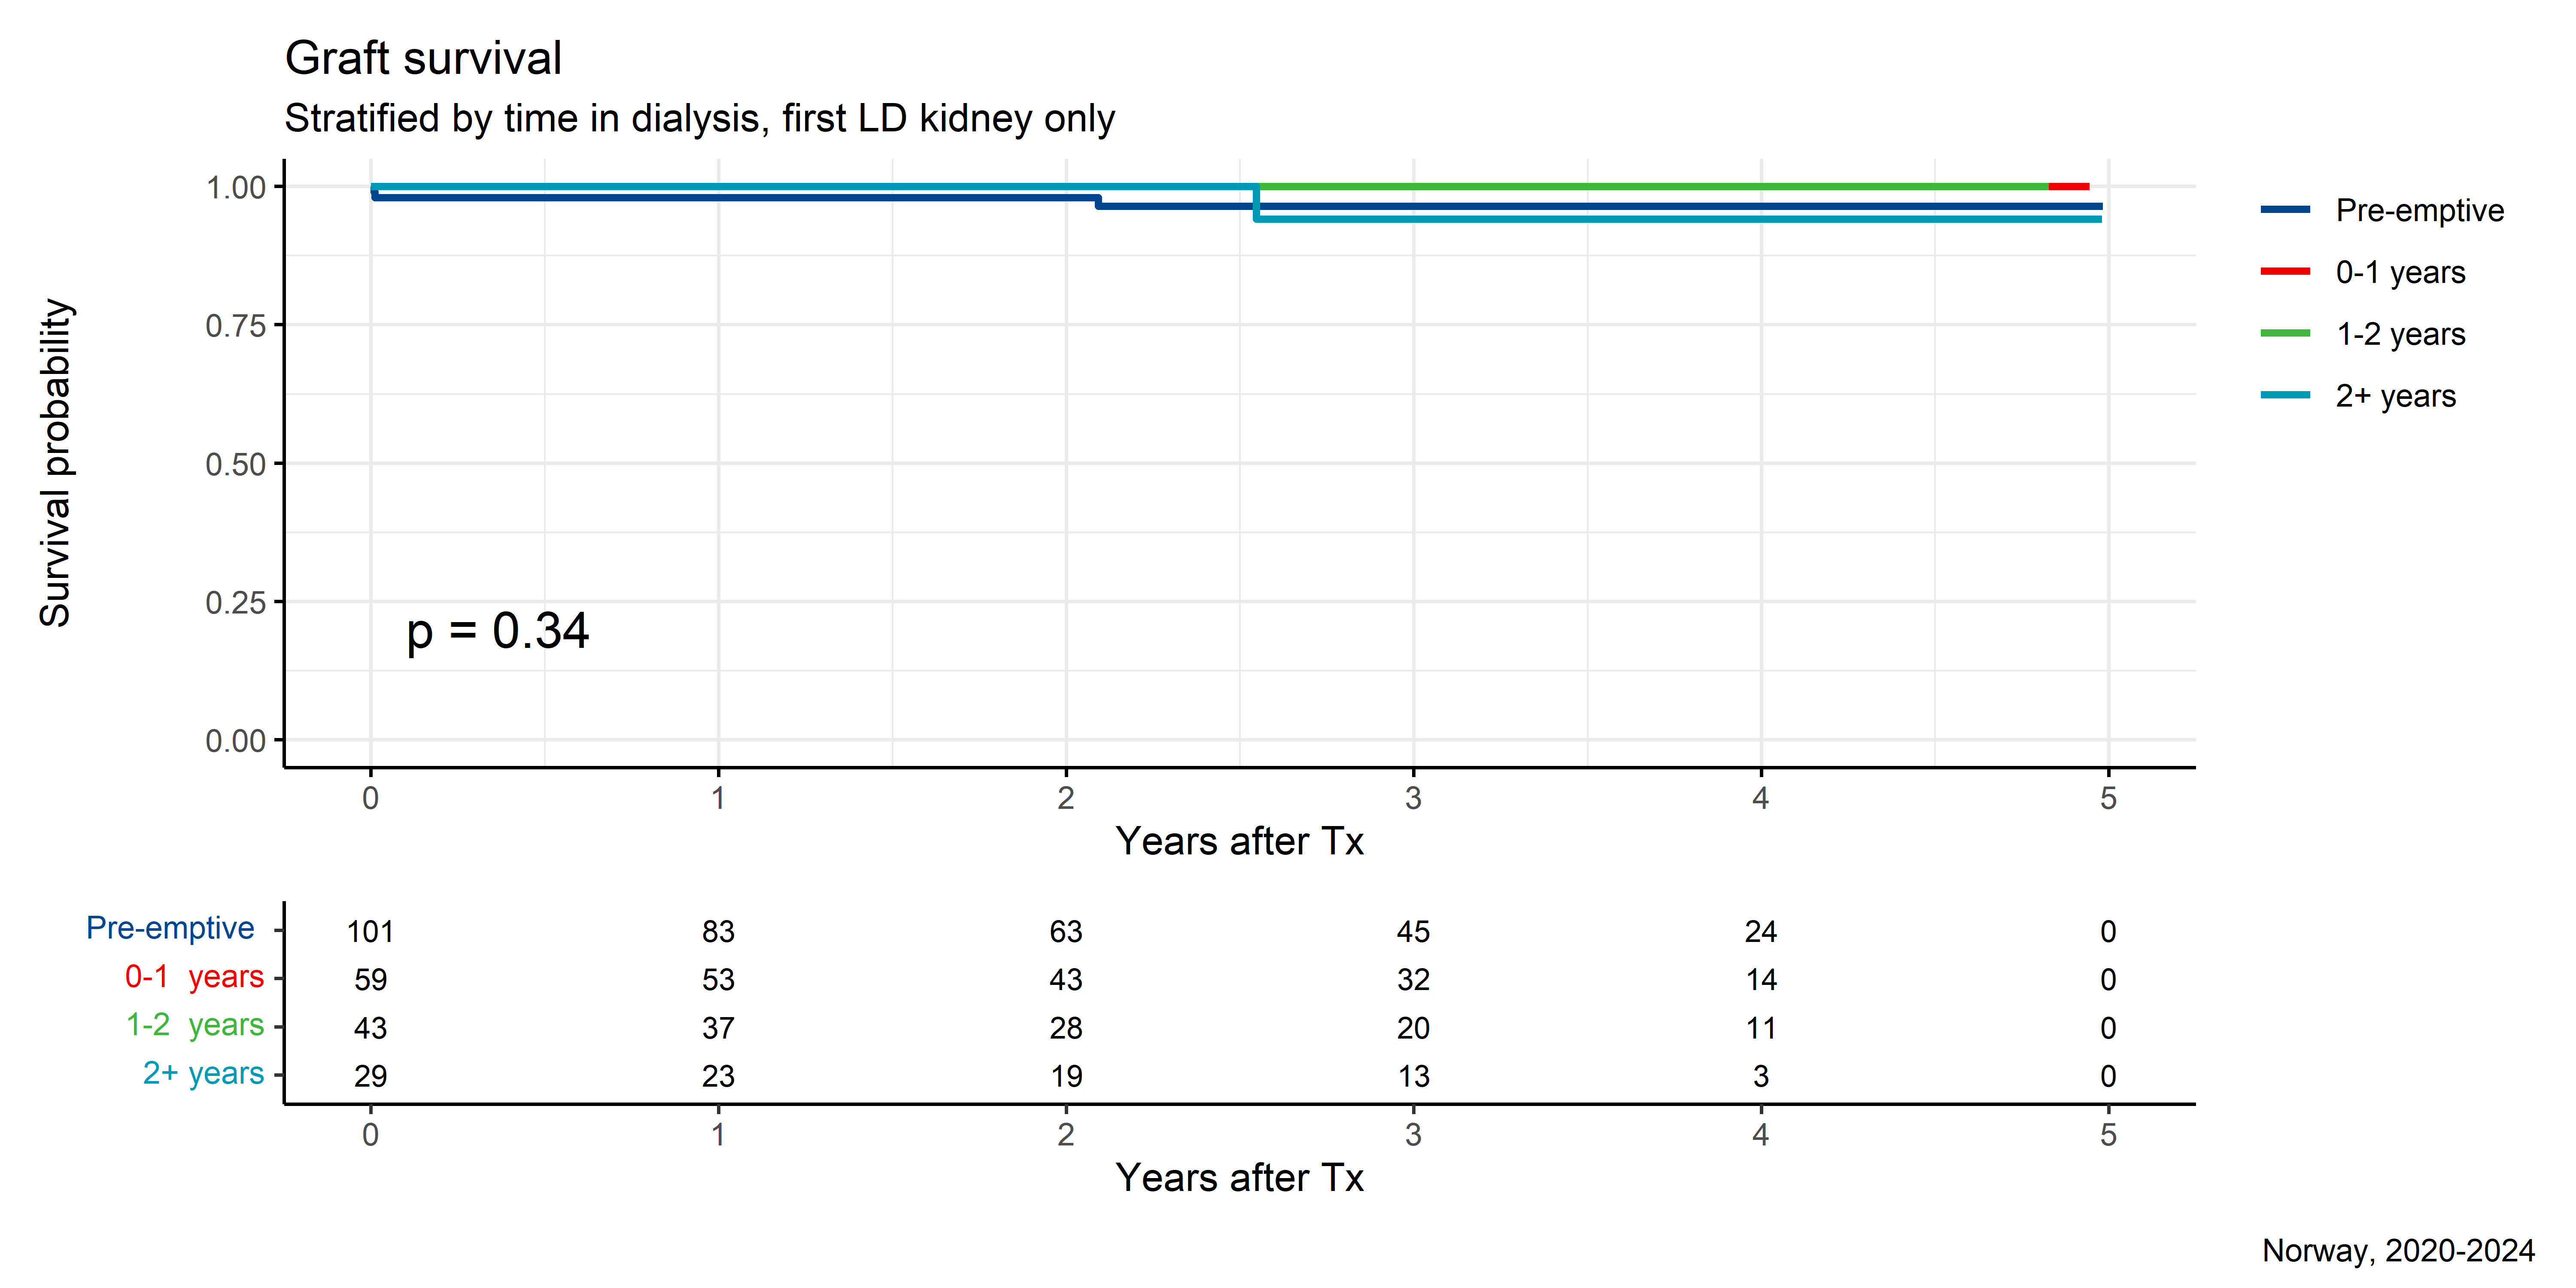 Graft survival
Stratified by time in dialysis, first LD kidney only
Survival probability
1.00
0.75
0.50
0.25
0.00
p = 0.34
0 1 2 3 4 5
Years after Tx
Pre-emptive
0-1 years
1-2 years
2+ years
Pre-emptive 101 83 63 45 24 0
0-1 years 59 53 43 32 14 0
1-2 years 43 37 28 20 11 0
2+ years 29 23 19 13 3 0
0 1 2 3 4 5
Years after Tx
Norway, 2020-2024